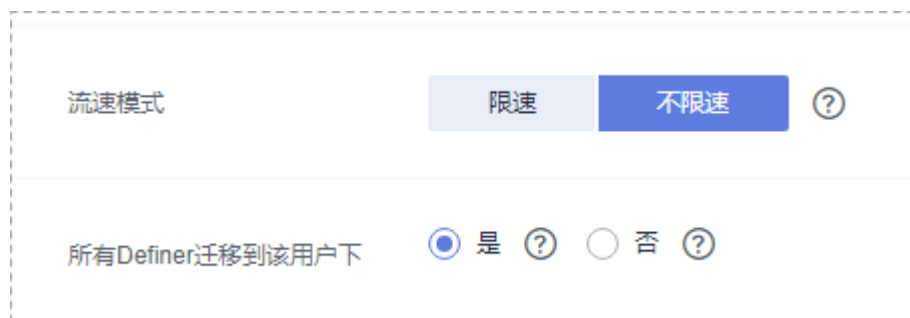 流速模式 限速 不限速 ?
所有Definer迁移到该用户下 是 ? 否 ?